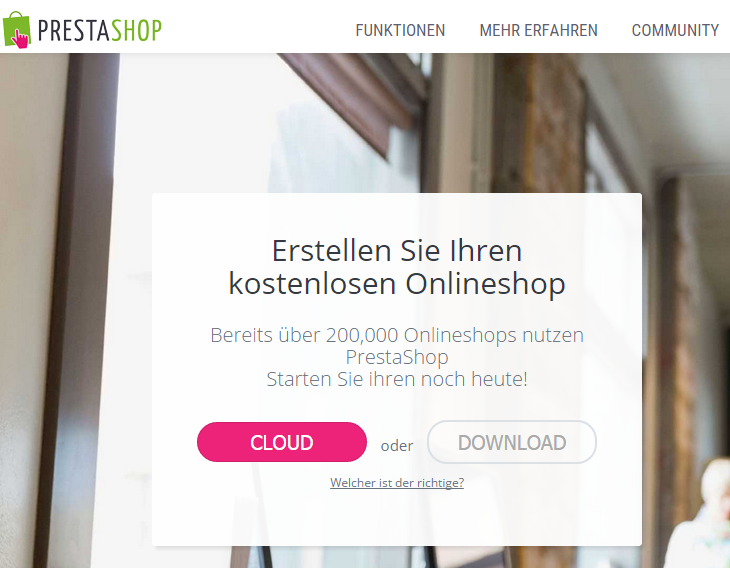 PRESTASHOP
FUNKTIONEN
MEHR ERFAHREN
COMMUNITY
Erstellen Sie Ihren
kostenlosen Onlineshop
Bereits über 200,000 Onlineshops nutzen
PrestaShop
Starten Sie ihren noch heute!
CLOUD
oder
DOWNLOAD
Welcher ist der richtige?